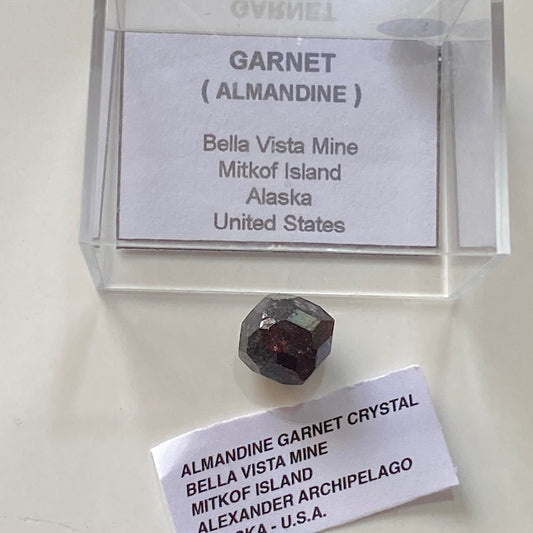 GARNET
GARNET
( ALMANDINE )
Bella Vista Mine
Mitkof Island
Alaska
United States
ALMANDINE GARNET CRYSTAL
BELLA VISTA MINE
MITKOF ISLAND
ALEXANDER ARCHIPELAGO
- U.S.A.